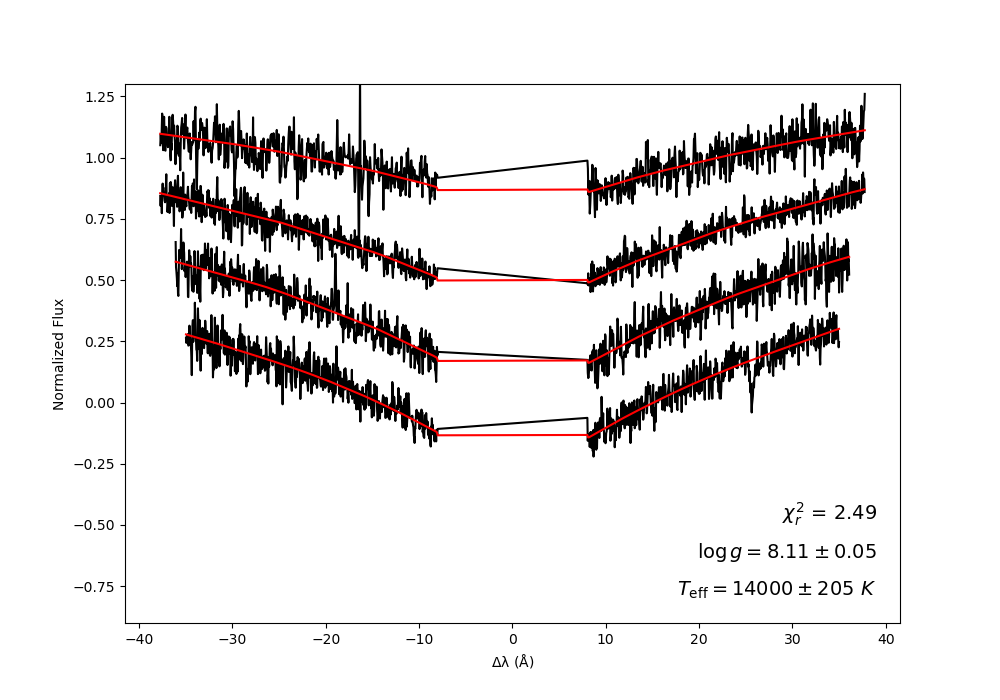 1.25
1.00
0.75
0.50
0.25
0.00
−0.25
−0.50
−0.75
Normalized Flux
χ²ᵣ = 2.49
log g = 8.11 ± 0.05
T_eff = 14000 ± 205 K
−40 −30 −20 −10 0 10 20 30 40
Δλ (Å)